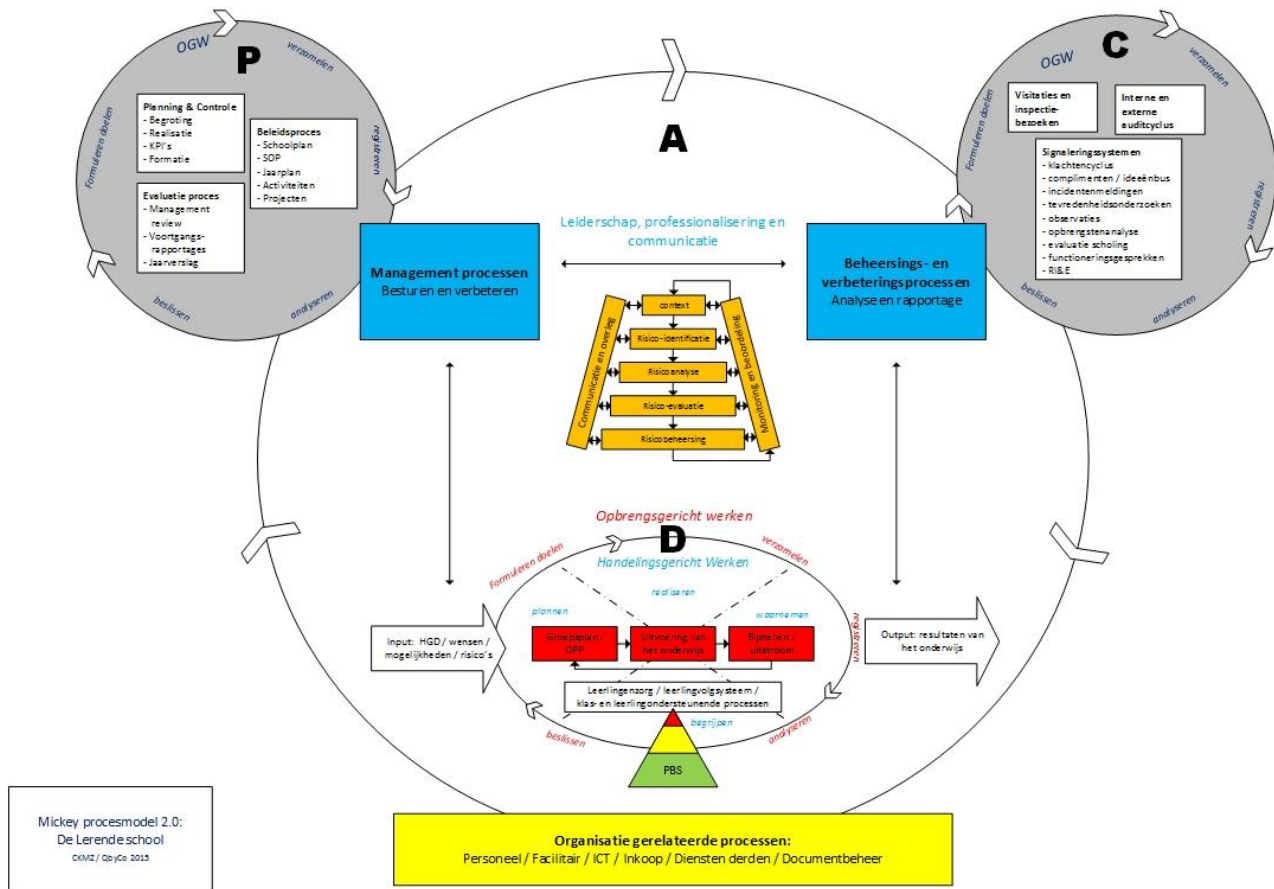 OGW
P
verzamelen
registreren
analyseren
beslissen
Formuleren doelen
Planning & Controle
- Begroting
- Realisatie
- KPI's
- Formatie
Beleidsproces
- Schoolplan
- SOP
- Jaarplan
- Activiteiten
- Projecten
Evaluatie proces
- Management
review
- Voortgangs-
rapportages
- Jaarverslag
A
OGW
C
verzamelen
registreren
analyseren
beslissen
Formuleren doelen
Visitaties en
inspectie-
bezoeken
Interne en
externe
auditcyclus
Signaleringssystemen
- klachtencyclus
- complimenten / ideeënbus
- incidentenmeldingen
- tevredenheidsonderzoeken
- observaties
- opbrengstenanalyse
- evaluatie scholing
- functioneringsgesprekken
- RI&E
Leiderschap, professionalisering en
communicatie
Management processen
Besturen en verbeteren
Beheersings- en
verbeteringsprocessen
Analyse en rapportage
Communicatie en overleg
context
Risico-identificatie
Risicoanalyse
Risico-evaluatie
Risicobeheersing
Monitoring en beoordeling
Opbrengsgericht werken
D
Handelingsgericht Werken
Formuleren doelen
verzamelen
registreren
analyseren
beslissen
realiseren
plannen
waarnemen
begrijpen
Groepsplan /
OPP
Uitvoering van
het onderwijs
Bijstellen /
uitstroom
Leerlingenzorg / leerlingvolgsysteem /
klas- en leerlingondersteunende processen
PBS
Input: HGD / wensen /
mogelijkheden / risico's
Output: resultaten van
het onderwijs
Organisatie gerelateerde processen:
Personeel / Facilitair / ICT / Inkoop / Diensten derden / Documentbeheer
Mickey procesmodel 2.0:
De Lerende school
CKMZ / QbyCo 2015